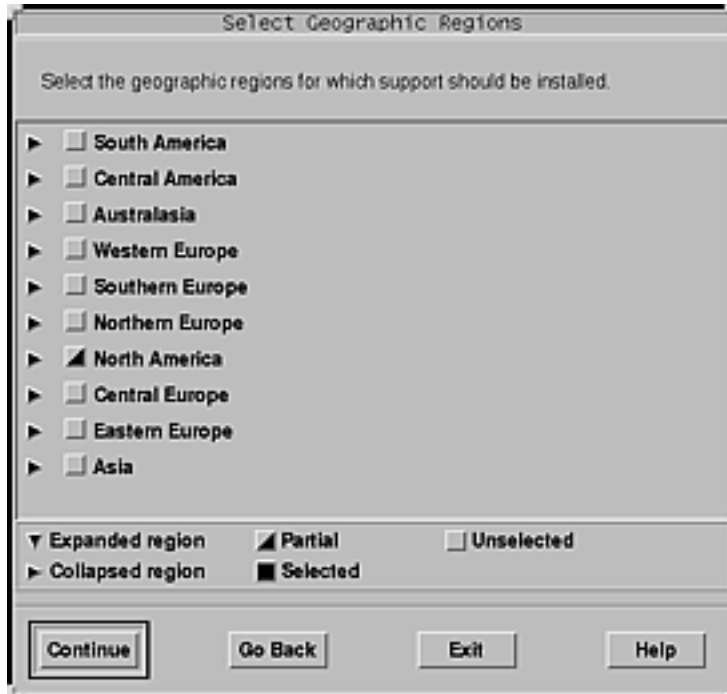 Select Geographic Regions
Select the geographic regions for which support should be installed.
South America
Central America
Australasia
Western Europe
Southern Europe
Northern Europe
North America
Central Europe
Eastern Europe
Asia
Expanded region Partial Unselected
Collapsed region Selected
Continue Go Back Exit Help